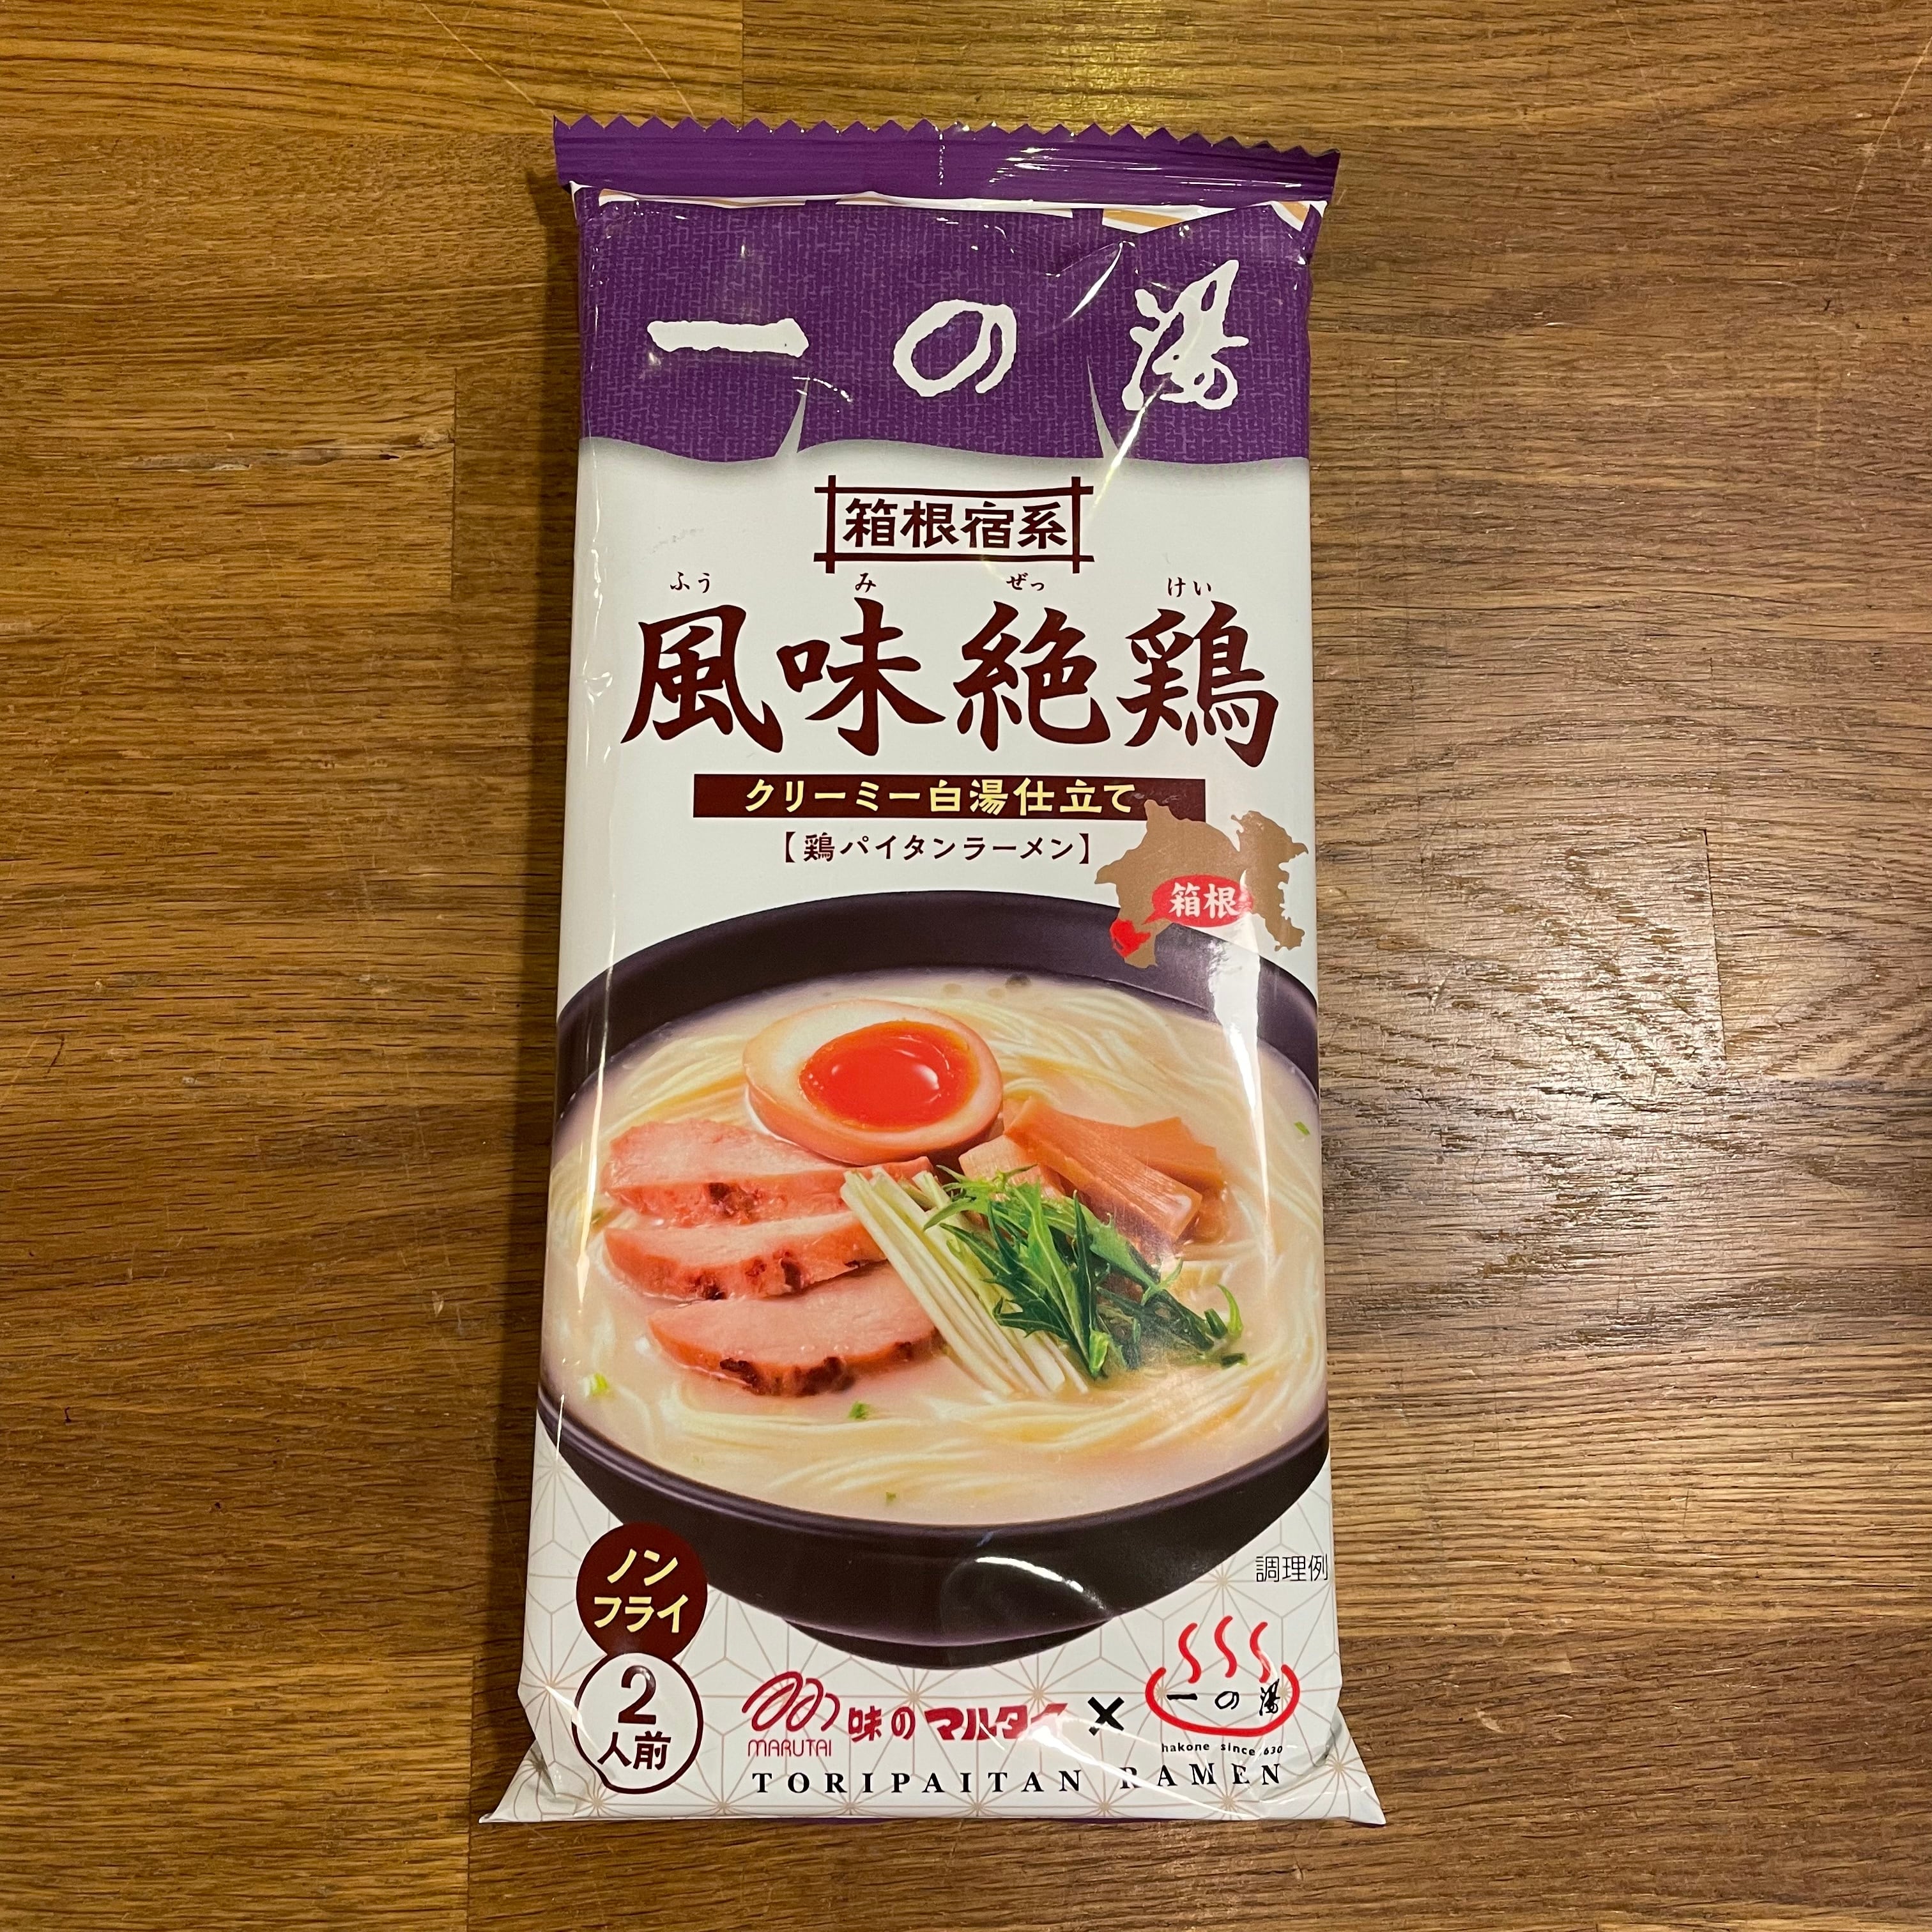 一の湯
箱根宿系
ふう み ぜっ けい
風味絶鶏
クリーミー白湯仕立て
【鶏パイタンラーメン】
箱根
調理例
ノン
フライ
2
人前
MARUTAI
味のマルタイ
×
一の湯
hakone since 1630
TORIPAITAN RAMEN